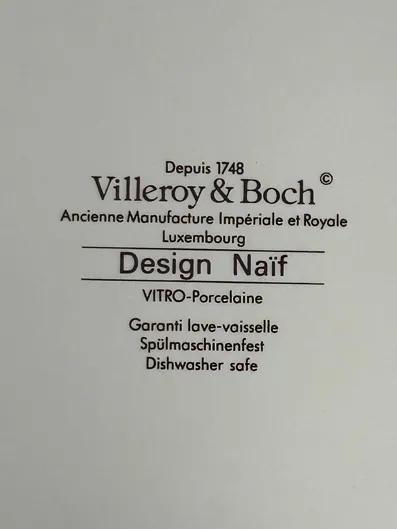 Depuis 1748
Villeroy & Boch ©
Ancienne Manufacture Impériale et Royale
Luxembourg
Design Naïf
VITRO-Porcelaine
Garanti lave-vaisselle
Spülmaschinenfest
Dishwasher safe